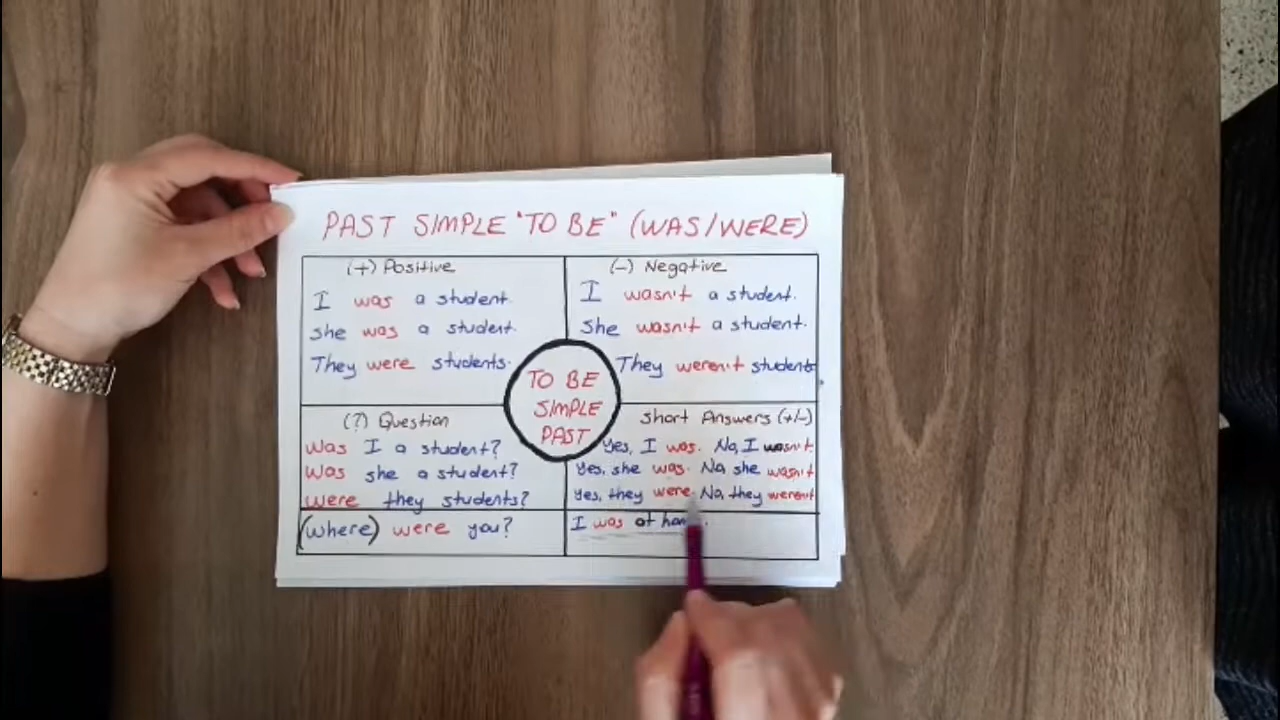 PAST SIMPLE "TO BE" (WAS/WERE)
(+) Positive
I was a student.
She was a student.
They were students.
(-) Negative
I wasn't a student.
She wasn't a student.
They weren't students
TO BE
SIMPLE
PAST
(?) Question
Was I a student?
Was she a student?
Were they students?
(where) were you?
Short Answers (+/-)
Yes, I was. No, I wasn't
Yes, she was. No, she wasn't
Yes, they were. No, they weren't
I was at